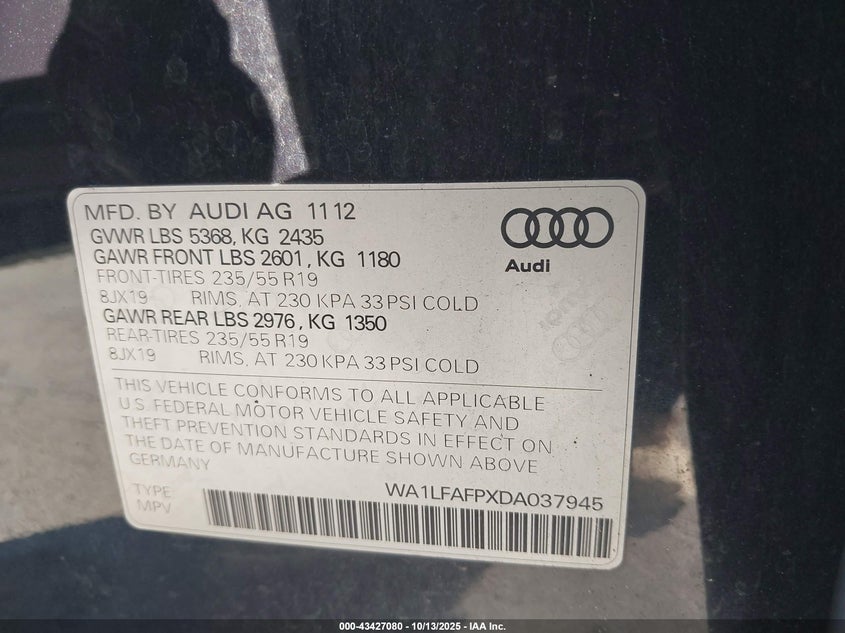 MFD. BY AUDI AG 11 12
GVWR LBS 5368, KG 2435
GAWR FRONT LBS 2601, KG 1180
FRONT-TIRES 235/55 R19
8JX19 RIMS, AT 230 KPA 33 PSI COLD
GAWR REAR LBS 2976, KG 1350
REAR-TIRES 235/55 R19
8JX19 RIMS, AT 230 KPA 33 PSI COLD
Audi
THIS VEHICLE CONFORMS TO ALL APPLICABLE
U.S. FEDERAL MOTOR VEHICLE SAFETY AND
THEFT PREVENTION STANDARDS IN EFFECT ON
THE DATE OF MANUFACTURE SHOWN ABOVE
GERMANY
TYPE WA1LFAFPXDA037945
MPV
000-43427080 - 10/13/2025 - IAA Inc.